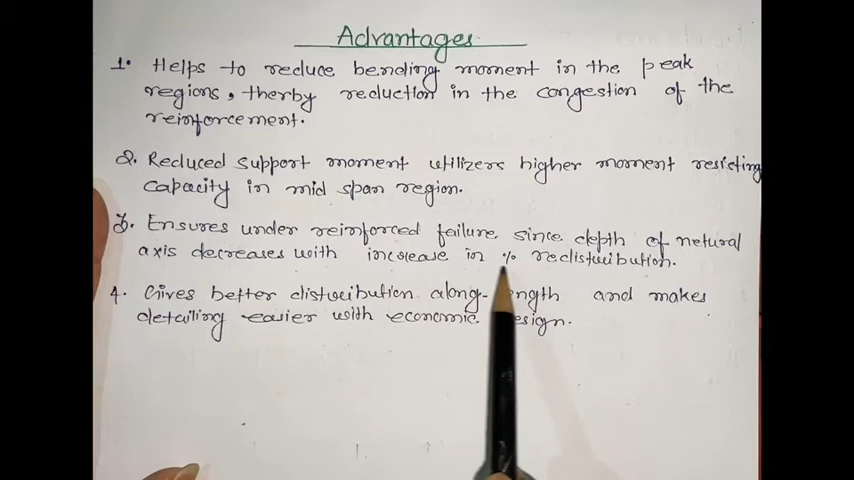 Advantages
1. Helps to reduce bending moment in the peak
regions, therby reduction in the congestion of the
reinforcement.
2. Reduced support moment utilizers higher moment resisting
capacity in mid span region.
3. Ensures under reinforced failure since depth of netural
axis decreases with increase in % redistribution.
4. Gives better distribution along and makes
detailing easier with economic